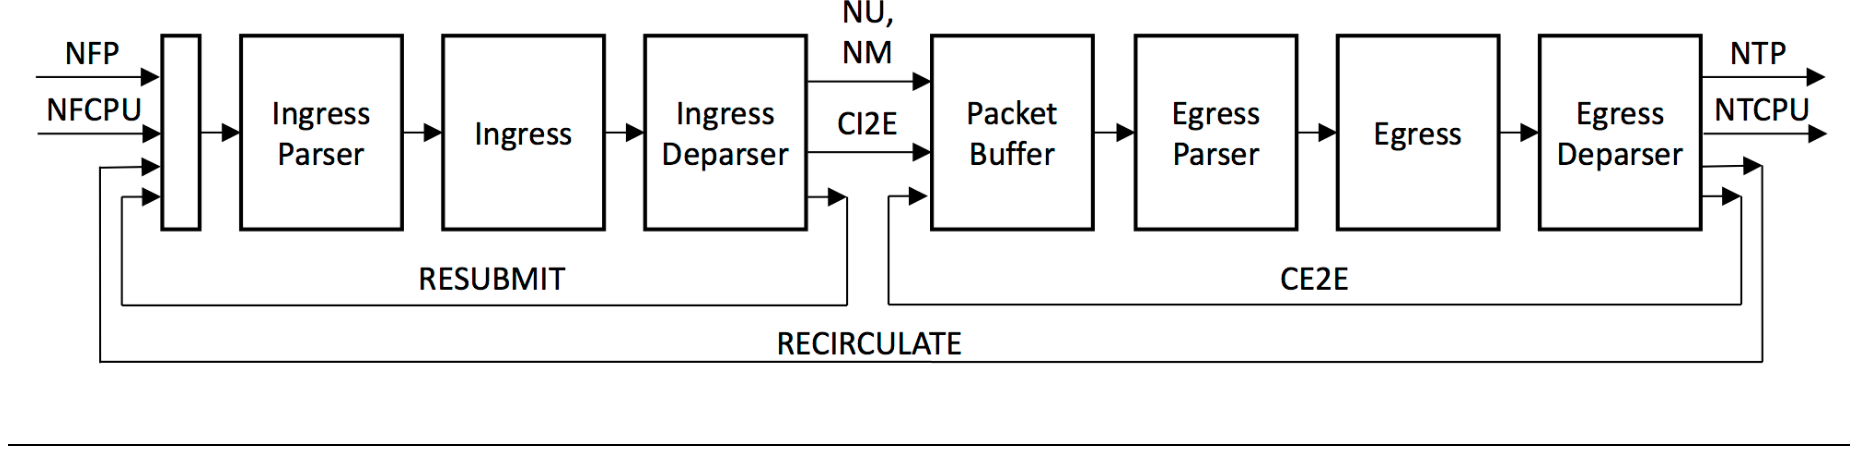 NFP
NFCPU
Ingress
Parser
Ingress
Ingress
Deparser
NU,
NM
CI2E
Packet
Buffer
Egress
Parser
Egress
Egress
Deparser
NTP
NTCPU
RESUBMIT
CE2E
RECIRCULATE